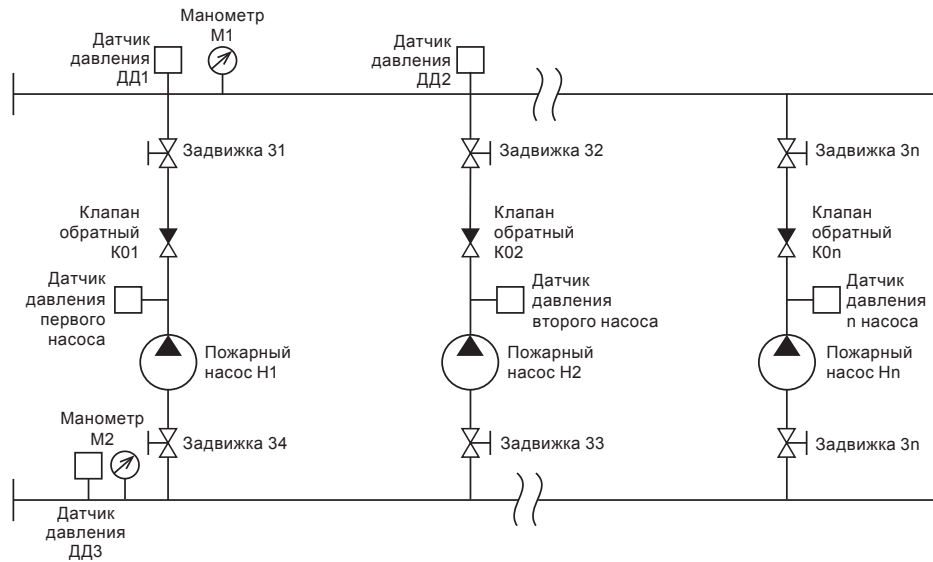 Манометр
М1
Датчик
давления
ДД1
Датчик
давления
ДД2
Задвижка 31
Задвижка 32
Задвижка 3n
Клапан
обратный
К01
Клапан
обратный
К02
Клапан
обратный
К0n
Датчик
давления
первого
насоса
Датчик
давления
второго насоса
Датчик
давления
n насоса
Пожарный
насос Н1
Пожарный
насос Н2
Пожарный
насос Нn
Манометр
М2
Задвижка 34
Задвижка 33
Задвижка 3n
Датчик
давления
ДД3